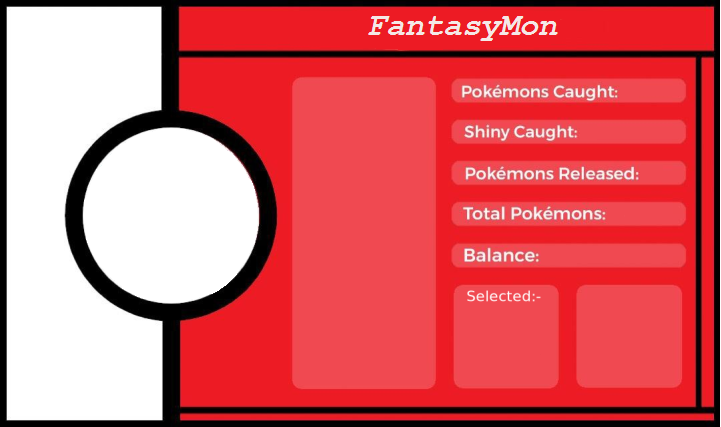 FantasyMon
Pokémons Caught:
Shiny Caught:
Pokémons Released:
Total Pokémons:
Balance:
Selected:-